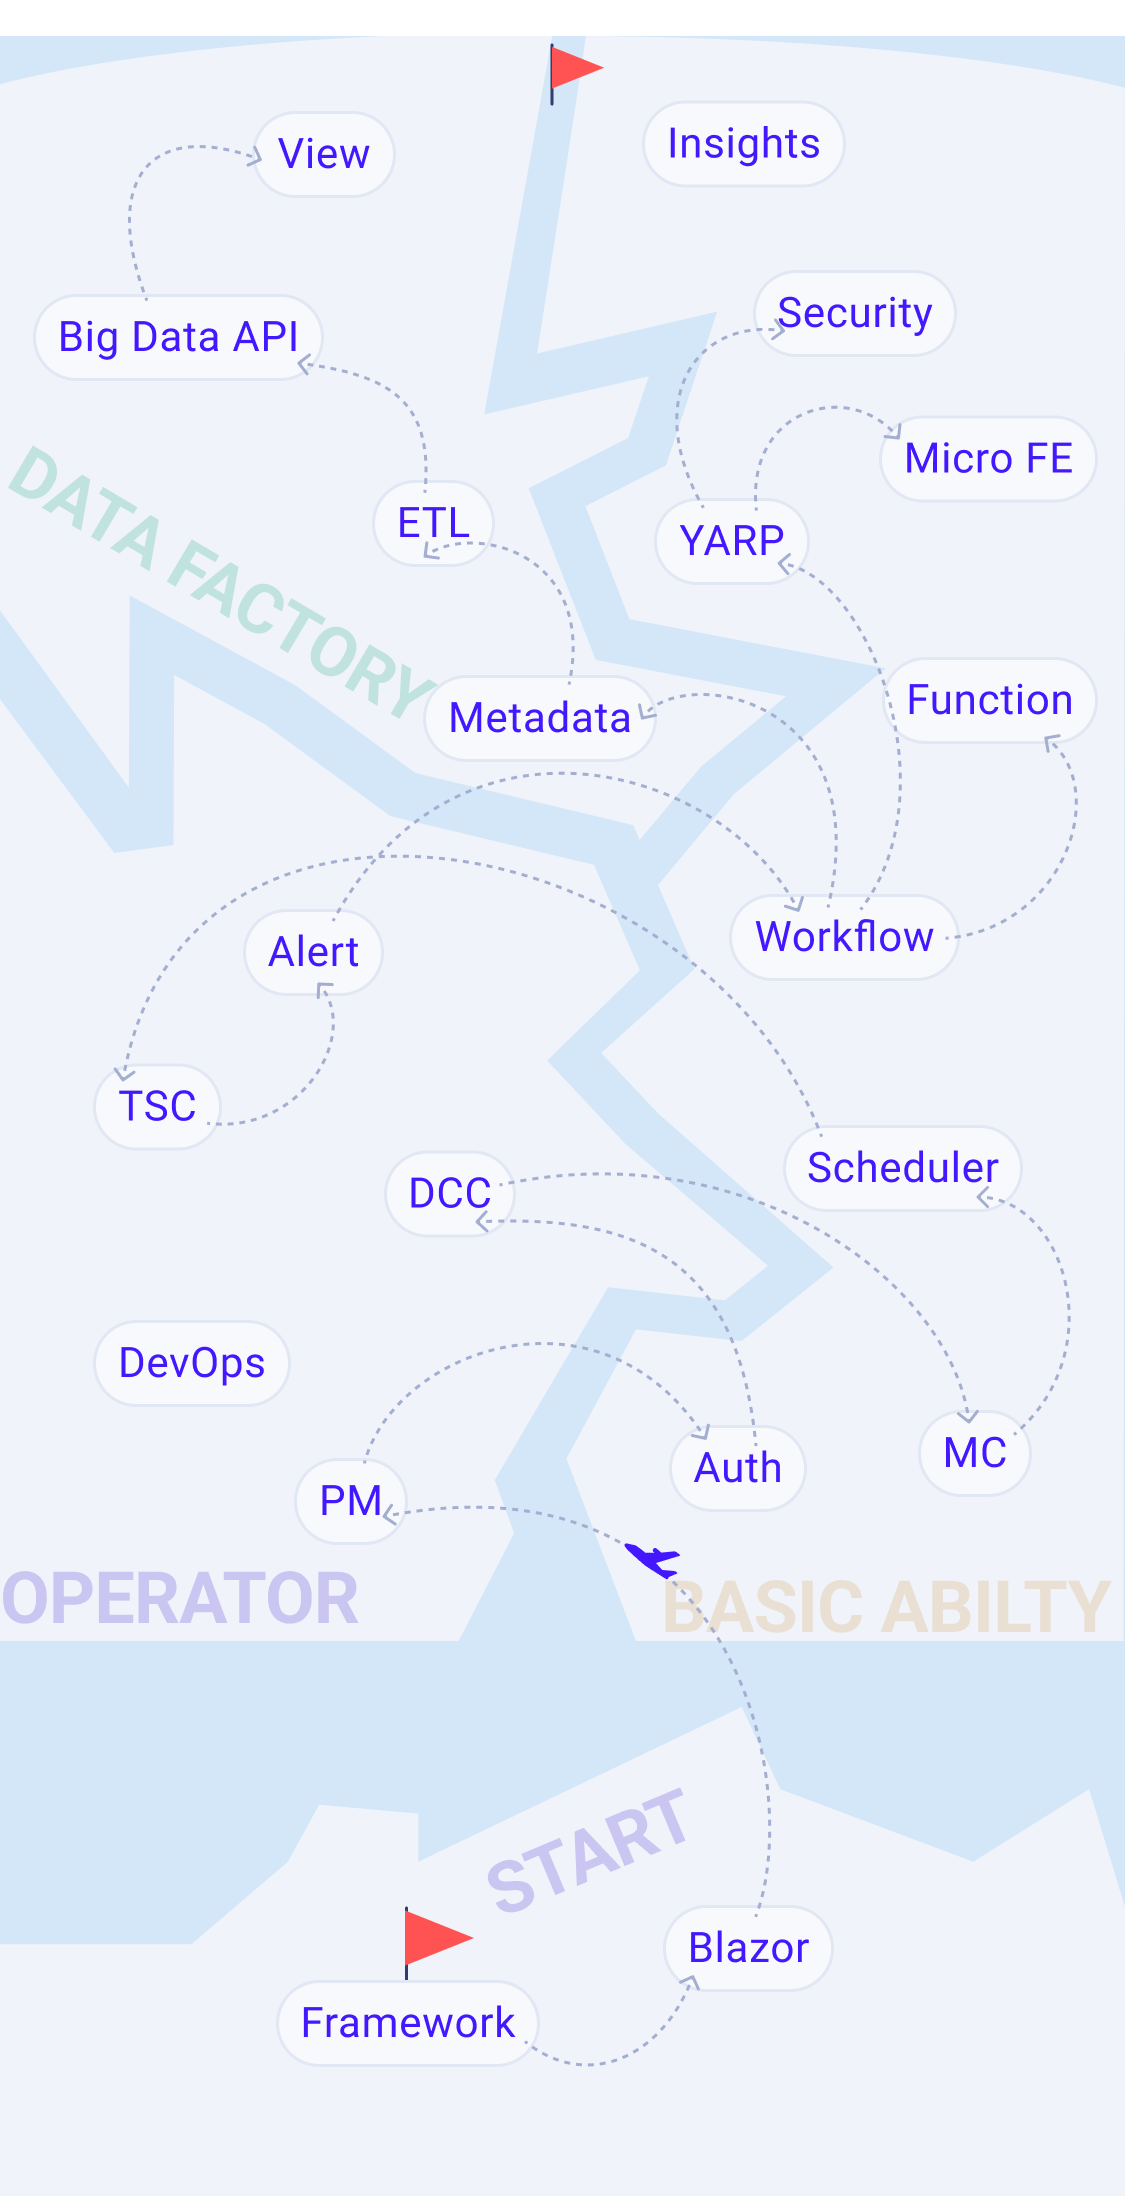 Insights
View
Security
Big Data API
Micro FE
ETL
YARP
DATA FACTORY
Function
Metadata
Workflow
Alert
TSC
Scheduler
DCC
DevOps
MC
Auth
PM
OPERATOR
BASIC ABILTY
START
Blazor
Framework